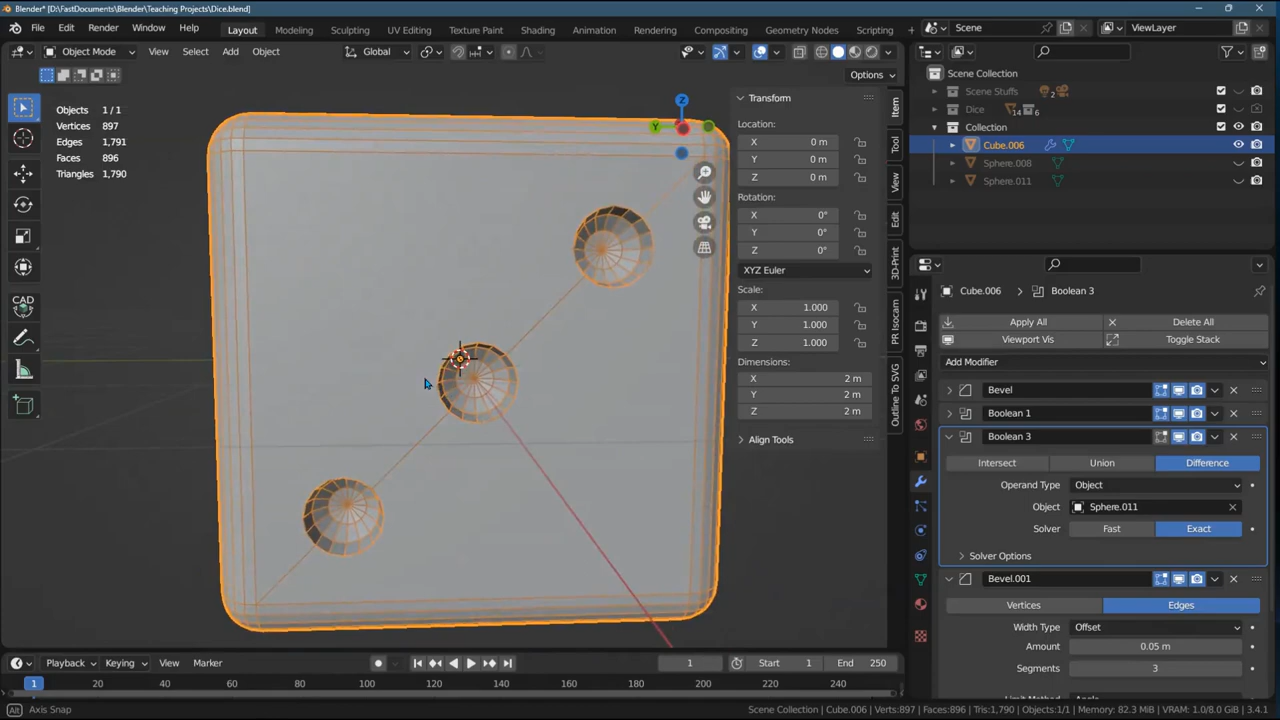 Blender* [D:\FastDocuments\Blender\Teaching Projects\Dice.blend]
File Edit Render Window Help Layout Modeling Sculpting UV Editing Texture Paint Shading Animation Rendering Compositing Geometry Nodes Scripting Scene ViewLayer
Object Mode View Select Add Object Global
Options
Objects 1 / 1
Vertices 897
Edges 1,791
Faces 896
Triangles 1,790
CAD
Z
Y
Transform
Location:
X 0 m
Y 0 m
Z 0 m
Rotation:
X 0°
Y 0°
Z 0°
XYZ Euler
Scale:
X 1.000
Y 1.000
Z 1.000
Dimensions:
X 2 m
Y 2 m
Z 2 m
Align Tools
Item
Tool
View
Edit
3D-Print
PR Isocam
Outline To SVG
Scene Collection
Scene Stuffs 2
Dice 14 6
Collection
Cube.006
Sphere.008
Sphere.011
Cube.006 > Boolean 3
Apply All Delete All
Viewport Vis Toggle Stack
Add Modifier
Bevel
Boolean 1
Boolean 3
Intersect Union Difference
Operand Type Object
Object Sphere.011
Solver Fast Exact
Solver Options
Bevel.001
Vertices Edges
Width Type Offset
Amount 0.05 m
Segments 3
Playback Keying View Marker 1 Start 1 End 250
1 20 40 60 80 100 120 140 160 180 200 220 240
Alt Axis Snap Scene Collection | Cube.006 | Verts:897 | Faces:896 | Tris:1,790 | Objects:1/1 | Memory: 82.3 MiB | VRAM: 1.0/8.0 GiB | 3.4.1